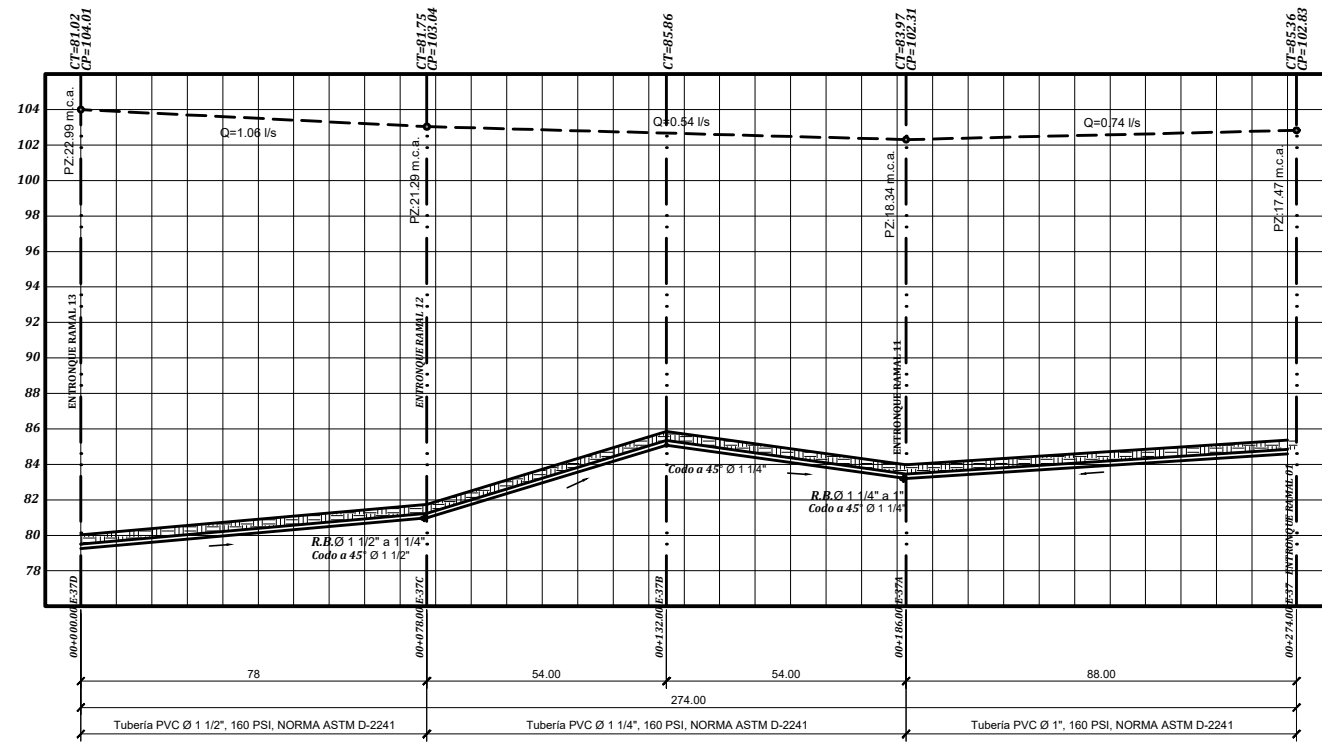 CT=81.02
CP=104.01
CT=81.75
CP=103.04
CT=85.86
CT=83.97
CP=102.31
CT=85.36
CP=102.83
104
102
100
98
96
94
92
90
88
86
84
82
80
78
PZ:22.99 m.c.a.
Q=1.06 l/s
PZ:21.29 m.c.a.
Q=0.54 l/s
PZ:18.34 m.c.a.
Q=0.74 l/s
PZ:17.47 m.c.a.
ENTRONQUE RAMAL 13
ENTRONQUE RAMAL 12
ENTRONQUE RAMAL 11
ENTRONQUE RAMAL 01
R.B.Ø 1 1/2" a 1 1/4"
Codo a 45° Ø 1 1/2"
Codo a 45° Ø 1 1/4"
R.B.Ø 1 1/4" a 1"
Codo a 45° Ø 1 1/4"
00+000.00 E-37D
00+078.00 E-37C
00+132.00 E-37B
00+186.00 E-37A
00+274.00 E-37
78
54.00
54.00
88.00
274.00
Tubería PVC Ø 1 1/2", 160 PSI, NORMA ASTM D-2241
Tubería PVC Ø 1 1/4", 160 PSI, NORMA ASTM D-2241
Tubería PVC Ø 1", 160 PSI, NORMA ASTM D-2241